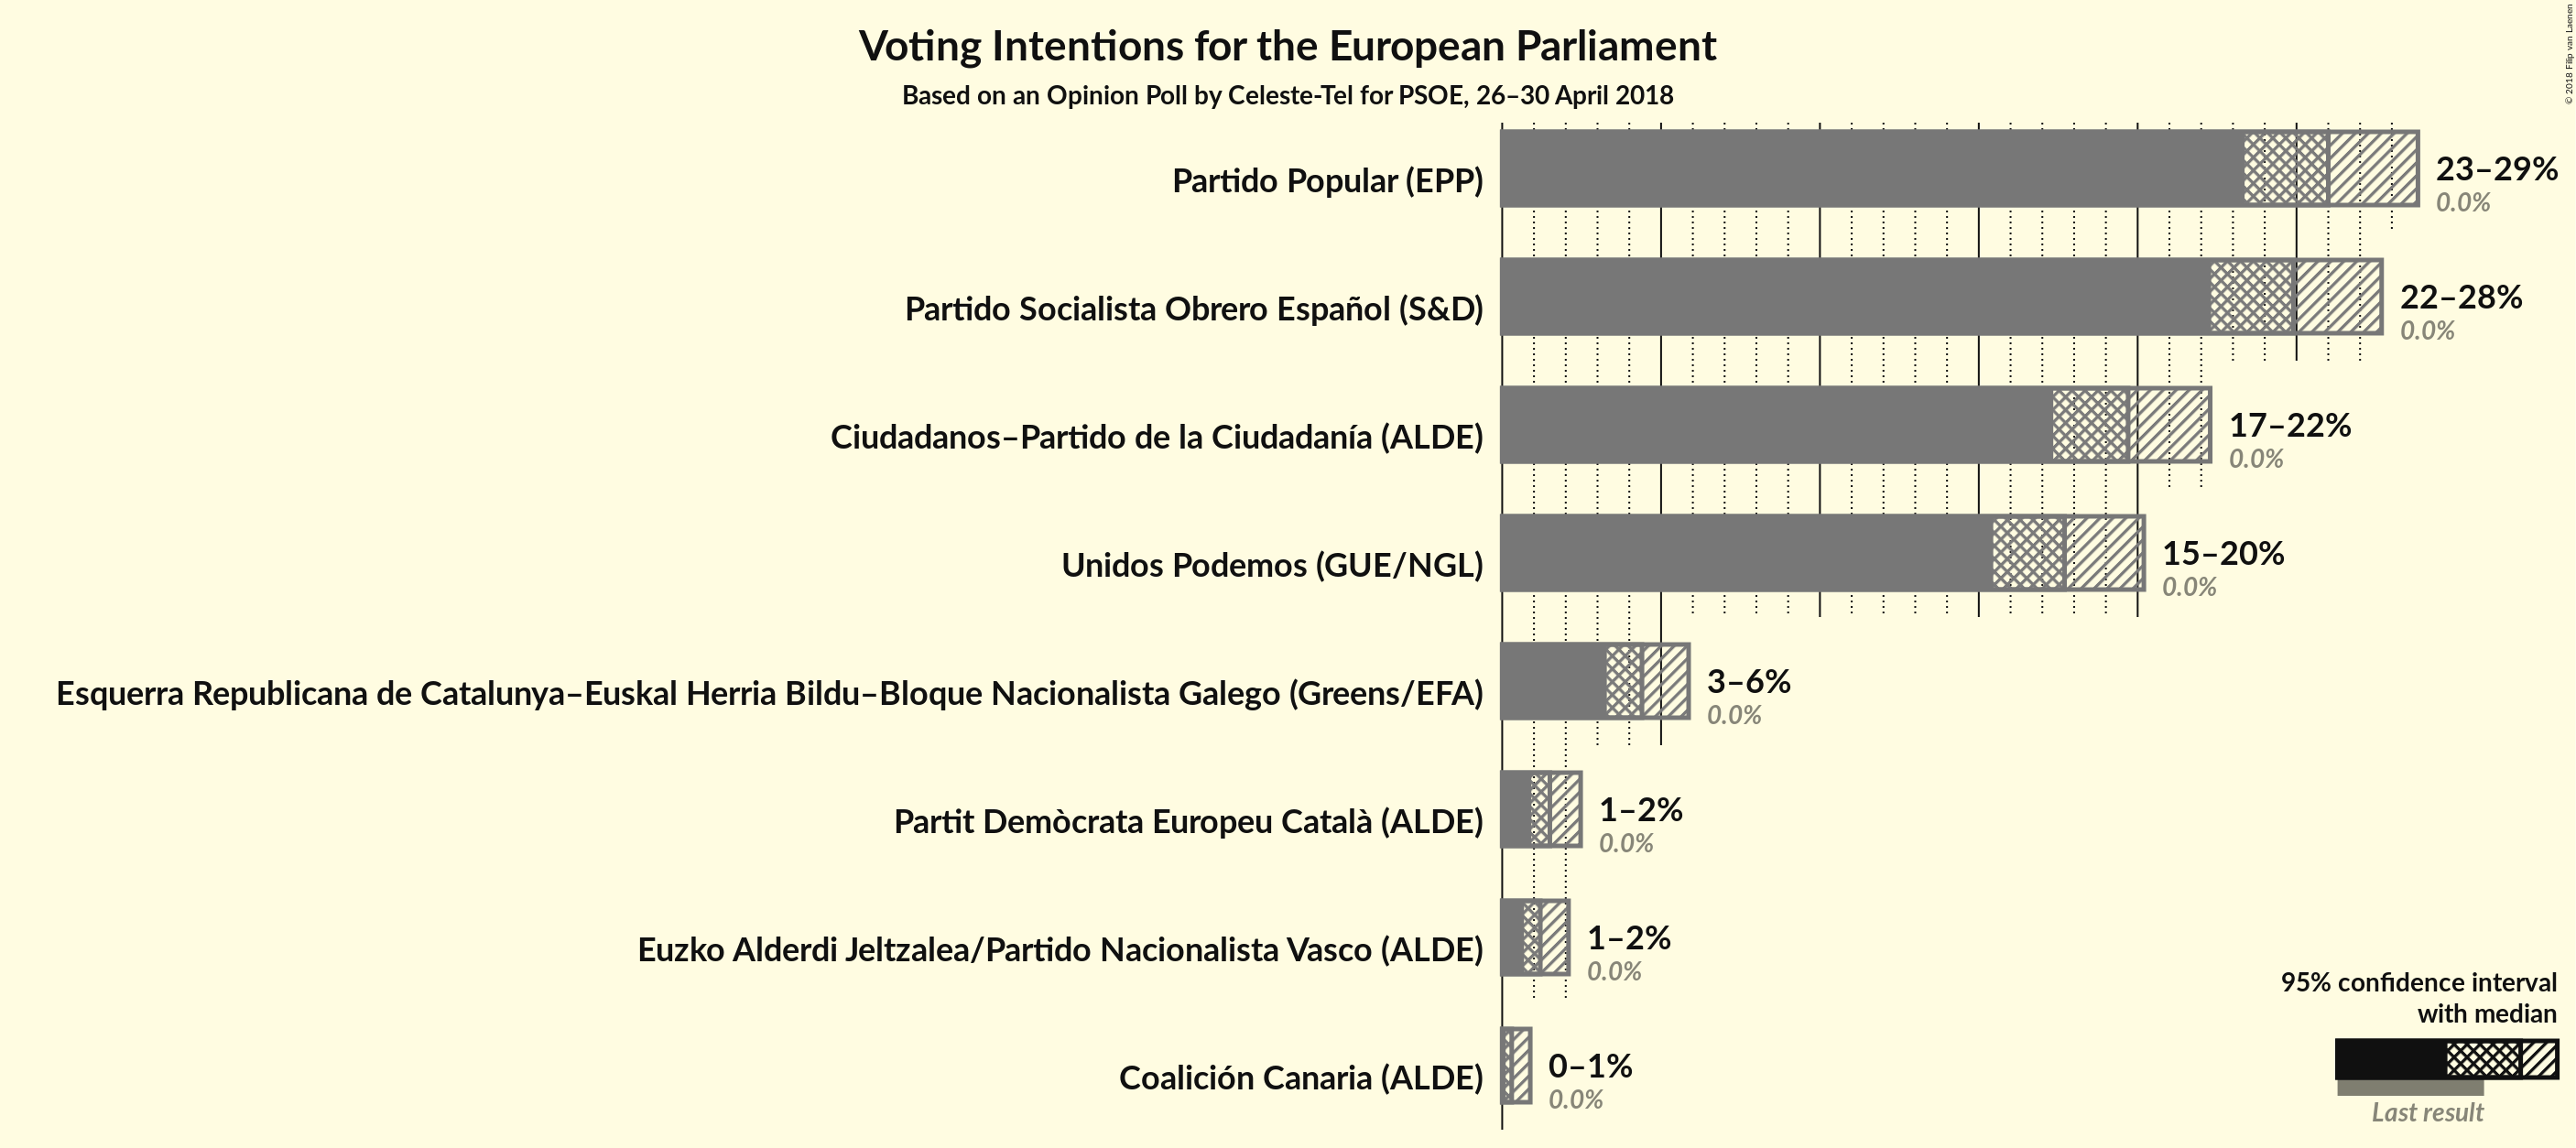 Voting Intentions for the European Parliament
Based on an Opinion Poll by Celeste-Tel for PSOE, 26–30 April 2018
© 2018 Filip van Laenen
Partido Popular (EPP)
23–29%
0.0%
Partido Socialista Obrero Español (S&D)
22–28%
0.0%
Ciudadanos–Partido de la Ciudadanía (ALDE)
17–22%
0.0%
Unidos Podemos (GUE/NGL)
15–20%
0.0%
Esquerra Republicana de Catalunya–Euskal Herria Bildu–Bloque Nacionalista Galego (Greens/EFA)
3–6%
0.0%
Partit Demòcrata Europeu Català (ALDE)
1–2%
0.0%
Euzko Alderdi Jeltzalea/Partido Nacionalista Vasco (ALDE)
1–2%
0.0%
Coalición Canaria (ALDE)
0–1%
0.0%
95% confidence interval
with median
Last result